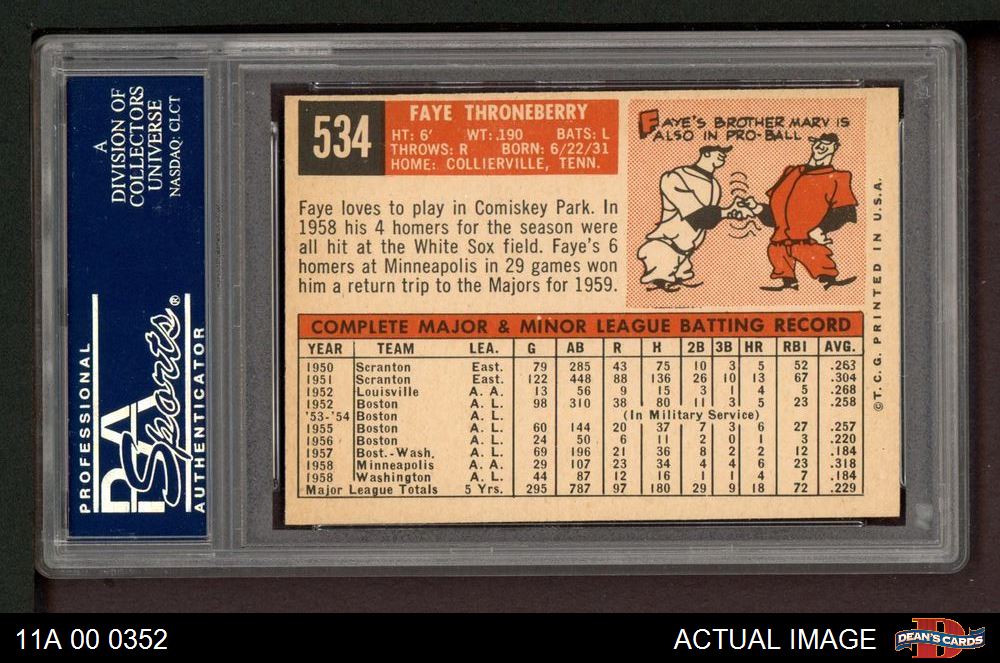 A
DIVISION OF
COLLECTORS
UNIVERSE
NASDAQ: CLCT
PROFESSIONAL
PSA
Sports®
AUTHENTICATOR
534
FAYE THRONEBERRY
HT: 6' WT: 190 BATS: L
THROWS: R BORN: 6/22/31
HOME: COLLIERVILLE, TENN.
Faye loves to play in Comiskey Park. In
1958 his 4 homers for the season were
all hit at the White Sox field. Faye's 6
homers at Minneapolis in 29 games won
him a return trip to the Majors for 1959.
FAYE'S BROTHER MARV IS
ALSO IN PRO-BALL
COMPLETE MAJOR & MINOR LEAGUE BATTING RECORD
YEAR TEAM LEA. G AB R H 2B 3B HR RBI AVG.
1950 Scranton East. 79 285 43 75 10 3 5 52 .263
1951 Scranton East. 122 448 88 136 26 10 13 67 .304
1952 Louisville A. A. 13 56 9 15 3 1 4 5 .268
1952 Boston A. L. 98 310 38 80 11 3 5 23 .258
'53-'54 Boston A. L. (In Military Service)
1955 Boston A. L. 60 144 20 37 7 3 6 27 .257
1956 Boston A. L. 24 50 6 11 2 0 1 3 .220
1957 Bost.-Wash. A. L. 69 196 21 36 8 2 2 12 .184
1958 Minneapolis A. A. 29 107 23 34 4 4 6 23 .318
1958 Washington A. L. 44 87 12 16 1 1 4 7 .184
Major League Totals 5 Yrs. 295 787 97 180 29 9 18 72 .229
©T.C.G. PRINTED IN U.S.A.
11A 00 0352
ACTUAL IMAGE
D
DEAN'S CARDS